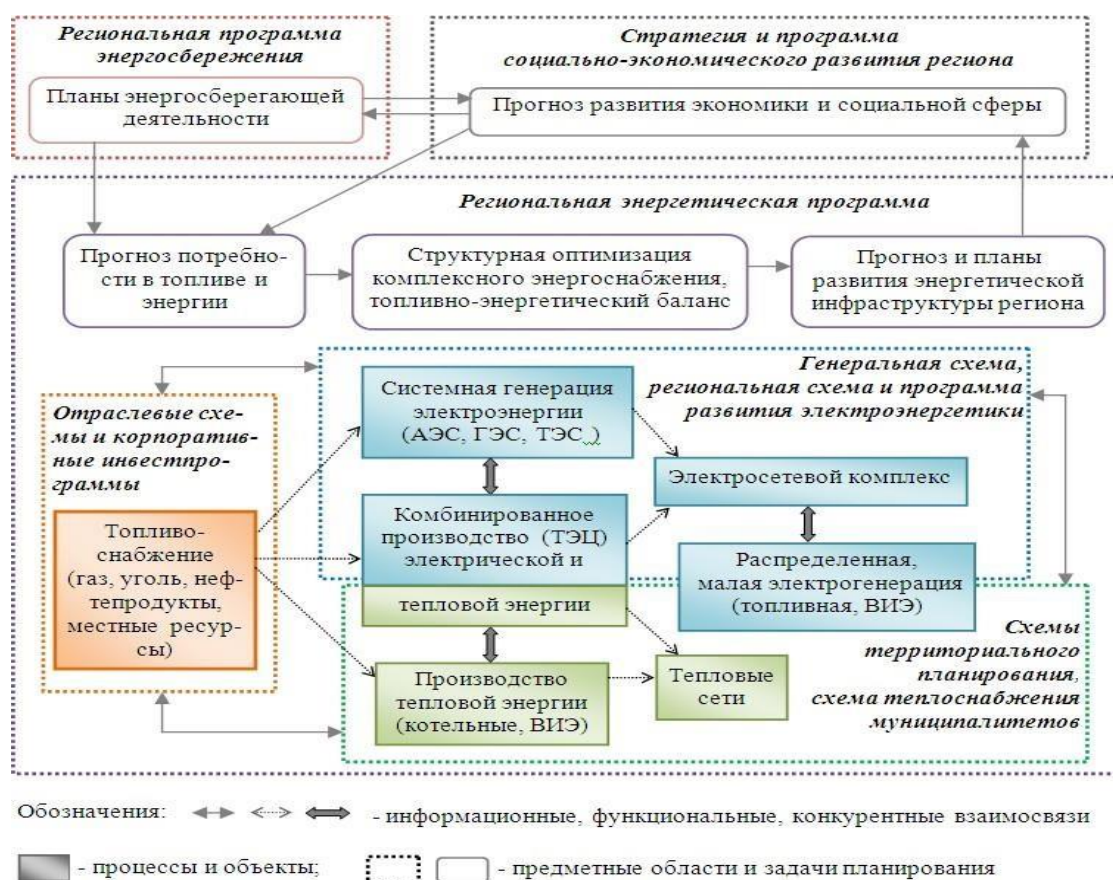 Региональная программа
энергосбережения
Планы энергосберегающей
деятельности
Стратегия и программа
социально-экономического развития региона
Прогноз развития экономики и социальной сферы
Региональная энергетическая программа
Прогноз потребно-
сти в топливе и
энергии
Структурная оптимизация
комплексного энергоснабжения,
топливно-энергетический баланс
Прогноз и планы
развития энергетической
инфраструктуры региона
Генеральная схема,
региональная схема и программа
развития электроэнергетики
Отраслевые схе-
мы и корпоратив-
ные инвестпро-
граммы
Системная генерация
электроэнергии
(АЭС, ГЭС, ТЭС )
Электросетевой комплекс
Топливо-
снабжение
(газ, уголь, неф-
тепродукты,
местные ресур-
сы)
Комбинированное
производство (ТЭЦ)
электрической и
тепловой энергии
Распределенная,
малая электрогенерация
(топливная, ВИЭ)
Производство
тепловой энергии
(котельные, ВИЭ)
Тепловые
сети
Схемы
территориального
планирования,
схема теплоснабжения
муниципалитетов
Обозначения: - информационные, функциональные, конкурентные взаимосвязи
- процессы и объекты; - предметные области и задачи планирования